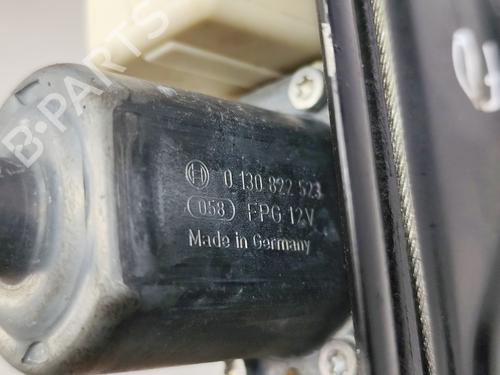 B-PARTS
0 130 822 523
058 FPG 12V
Made in Germany